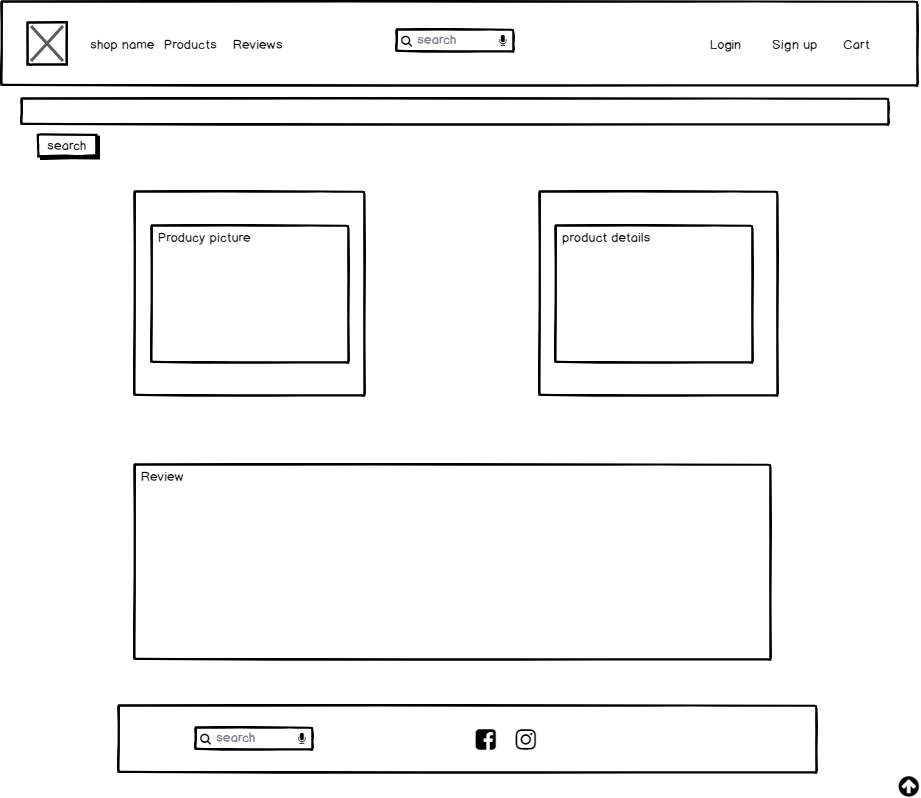 shop name Products Reviews search Login Sign up Cart
search
Producy picture product details
Review
search